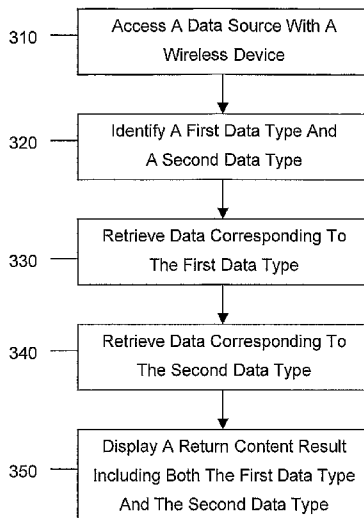 310
Access A Data Source With A
Wireless Device
320
Identify A First Data Type And
A Second Data Type
330
Retrieve Data Corresponding To
The First Data Type
340
Retrieve Data Corresponding To
The Second Data Type
350
Display A Return Content Result
Including Both The First Data Type
And The Second Data Type